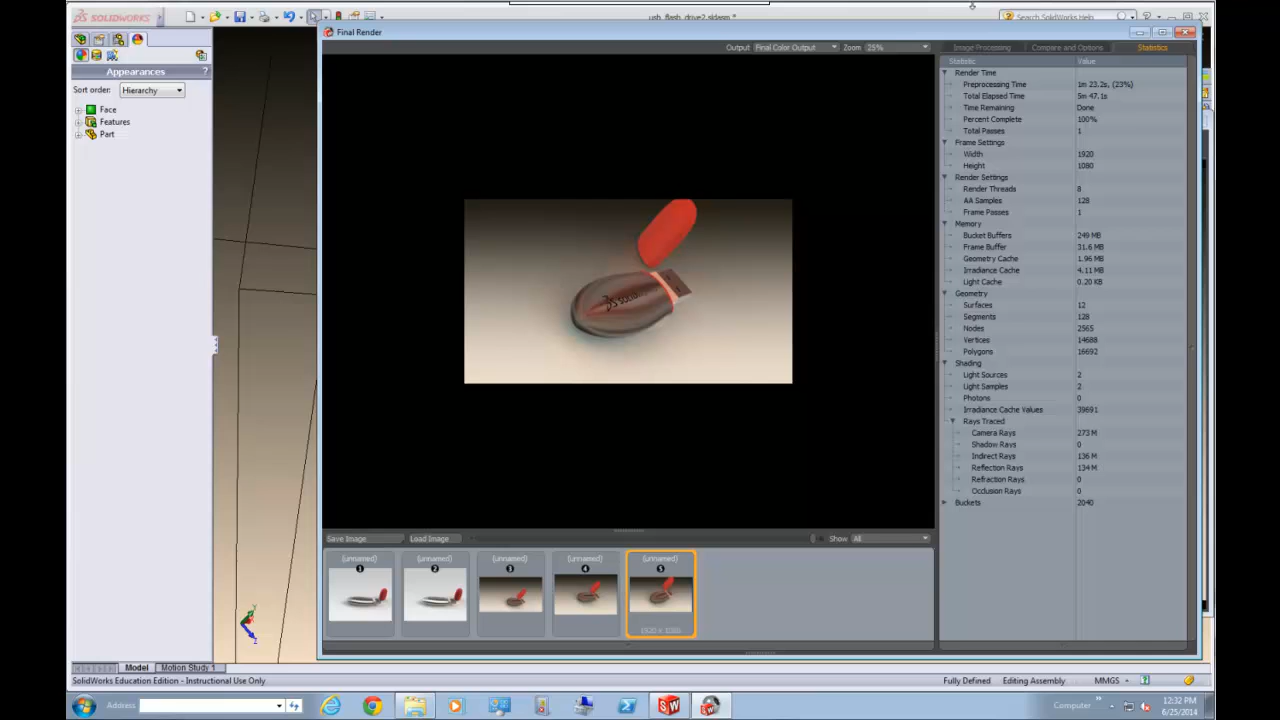 SOLIDWORKS
usb_flash_drive2.sldasm *
Search SolidWorks Help
Final Render
Output Final Color Output Zoom 25%
Image Processing Compare and Options Statistics
Appearances ?
Sort order: Hierarchy
Face
Features
Part
Statistic Value
Render Time
Preprocessing Time 1m 23.2s, (23%)
Total Elapsed Time 5m 47.1s
Time Remaining Done
Percent Complete 100%
Total Passes 1
Frame Settings
Width 1920
Height 1080
Render Settings
Render Threads 8
AA Samples 128
Frame Passes 1
Memory
Bucket Buffers 249 MB
Frame Buffer 31.6 MB
Geometry Cache 1.96 MB
Irradiance Cache 4.11 MB
Light Cache 0.20 KB
Geometry
Surfaces 12
Segments 128
Nodes 2565
Vertices 14688
Polygons 16692
Shading
Light Sources 2
Light Samples 2
Photons 0
Irradiance Cache Values 39691
Rays Traced
Camera Rays 273 M
Shadow Rays 0
Indirect Rays 136 M
Reflection Rays 134 M
Refraction Rays 0
Occlusion Rays 0
Buckets 2040
Save Image Load Image Show All
(unnamed) (unnamed) (unnamed) (unnamed) (unnamed)
1 2 3 4 5
1920 x 1080
Y
Z
Model Motion Study 1
SolidWorks Education Edition - Instructional Use Only Fully Defined Editing Assembly MMGS
Address Computer 12:32 PM
6/25/2014